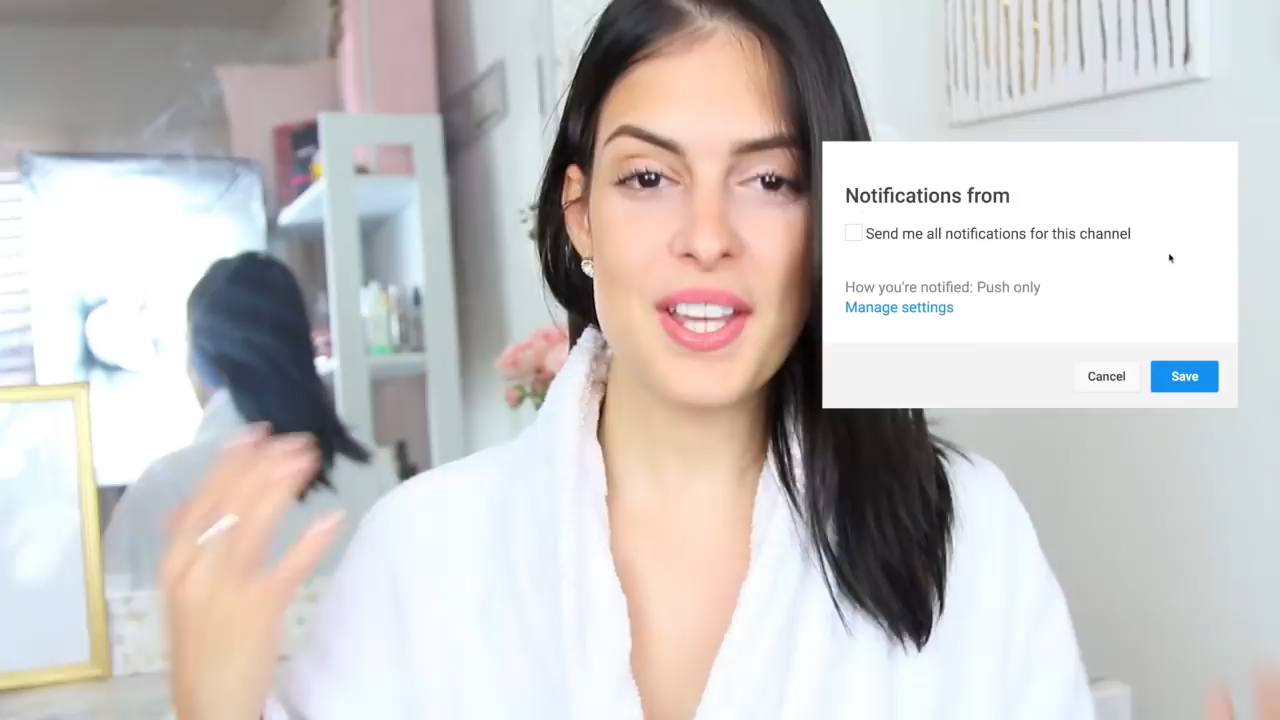 Notifications from
Send me all notifications for this channel
How you're notified: Push only
Manage settings
Cancel
Save